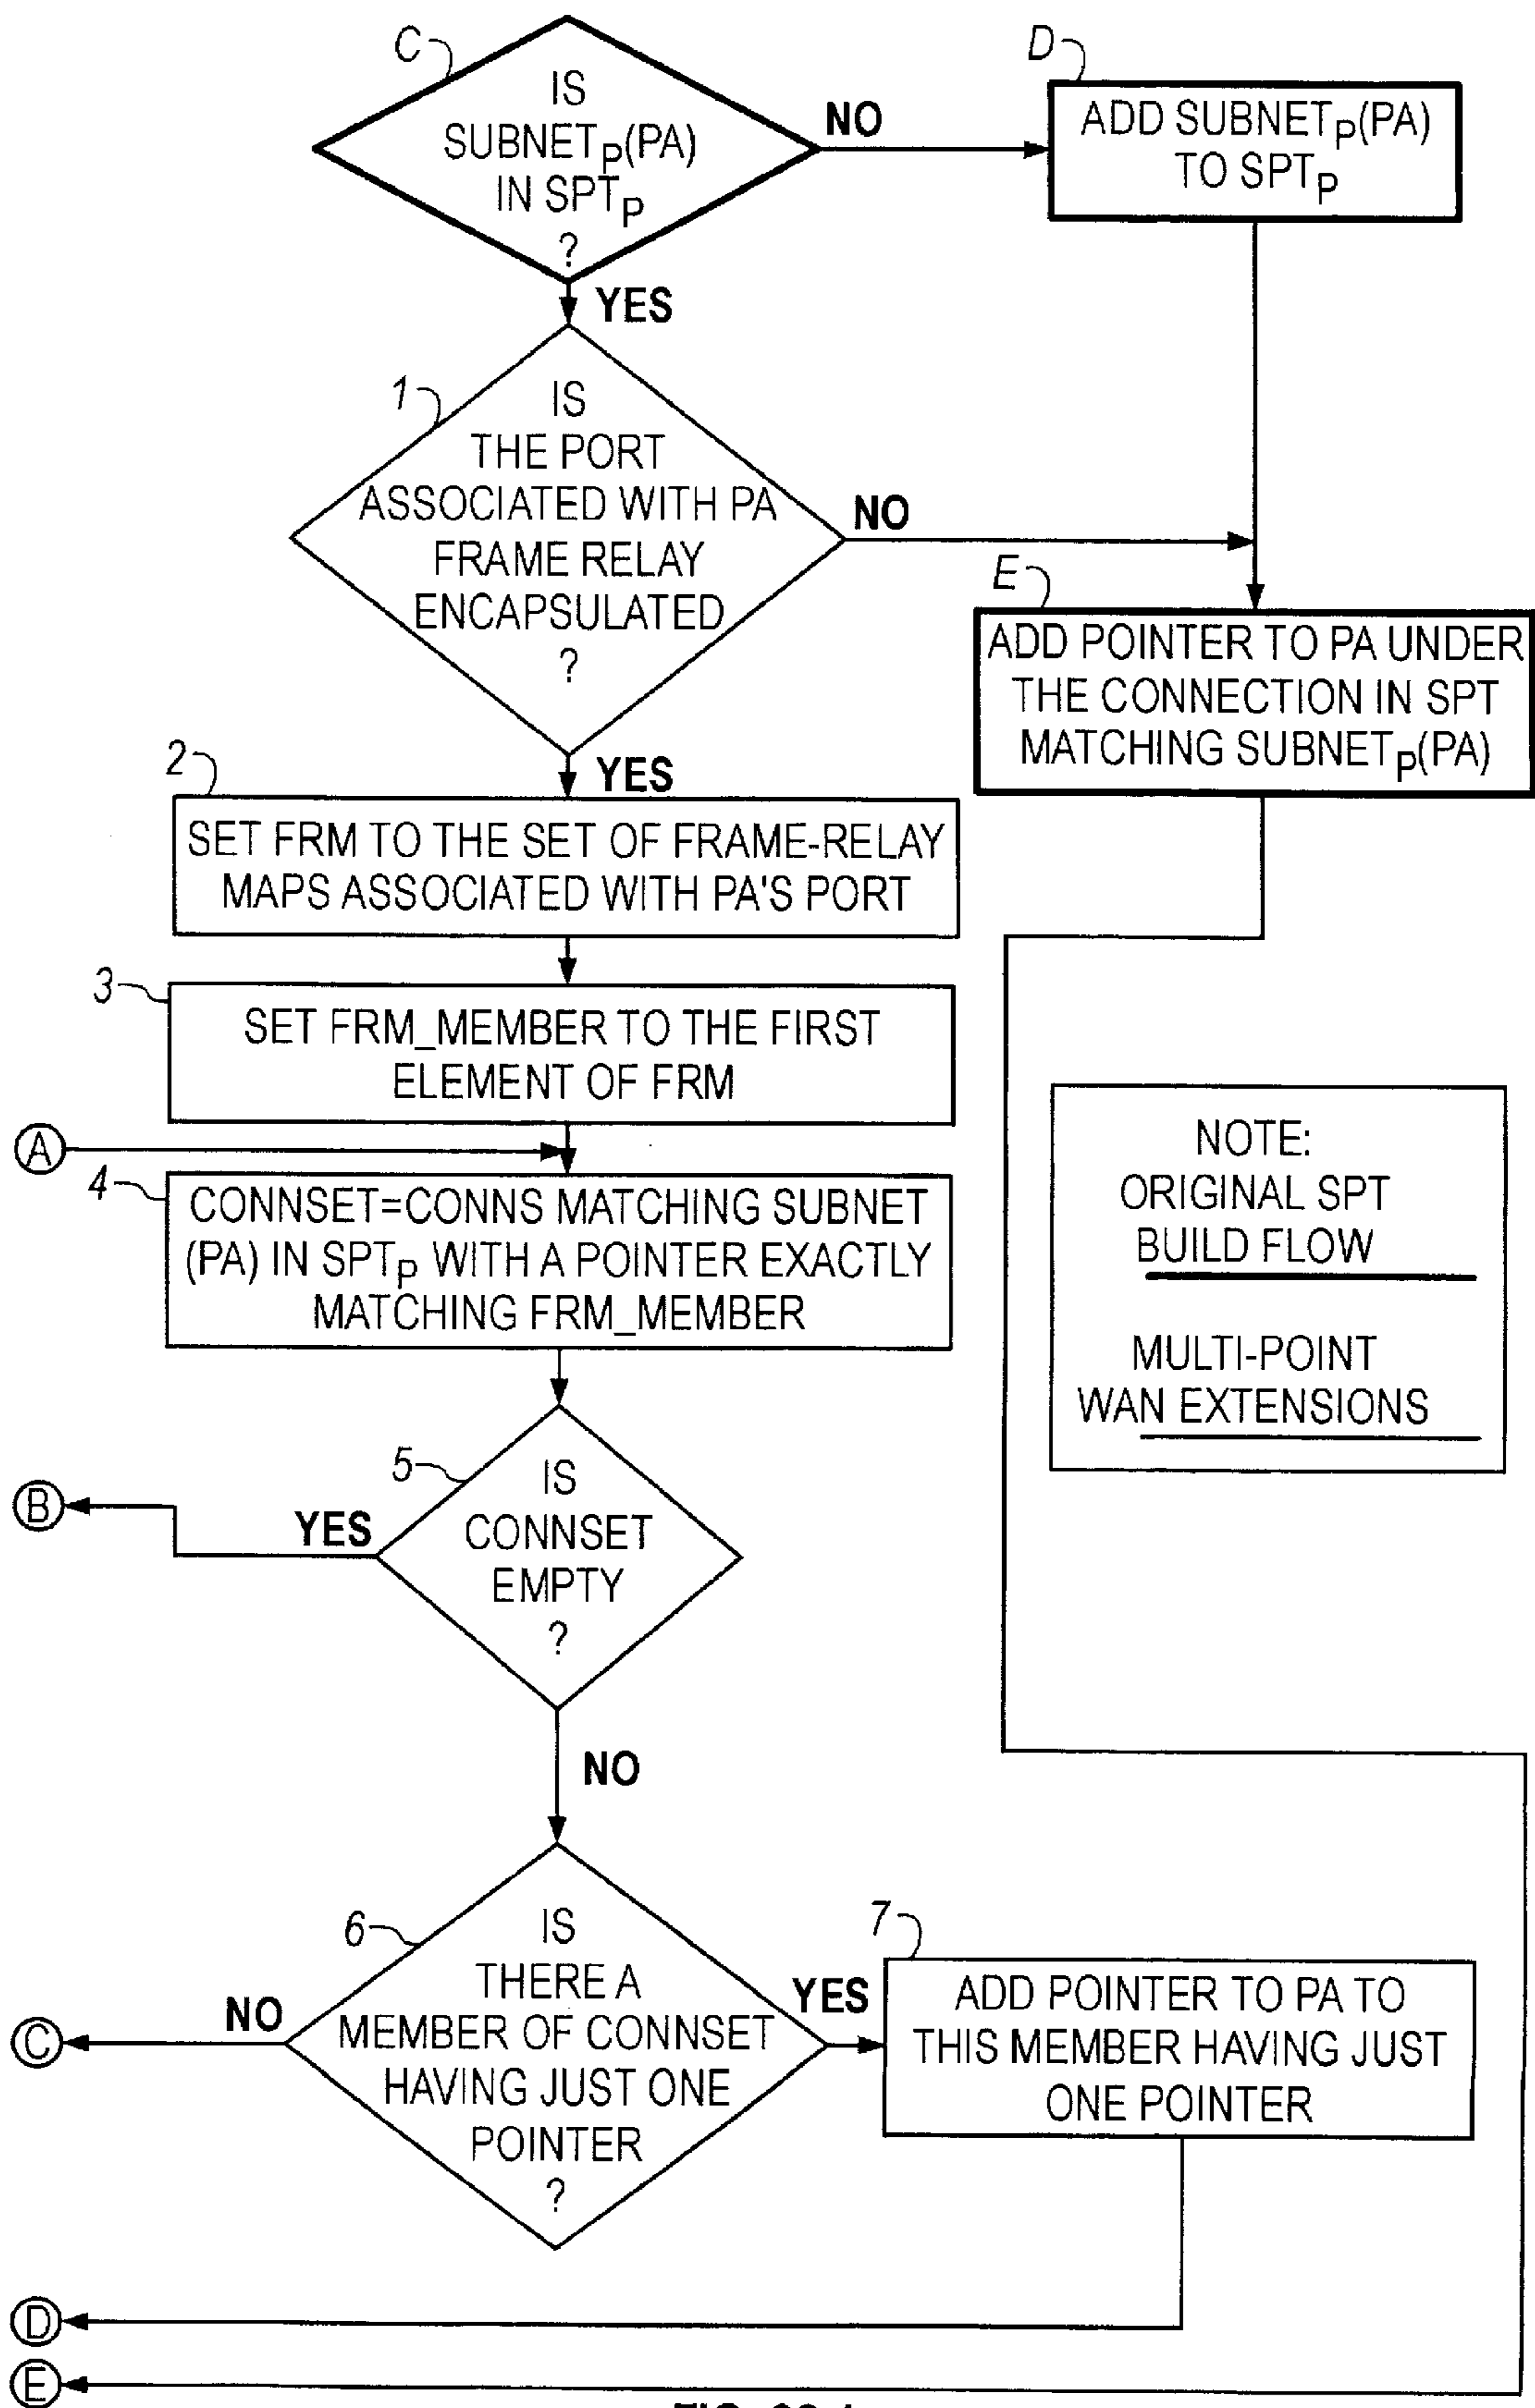 C
IS
SUBNETP(PA)
IN SPTP
?
NO
D
ADD SUBNETP(PA)
TO SPTP
YES
1
IS
THE PORT
ASSOCIATED WITH PA
FRAME RELAY
ENCAPSULATED
?
NO
E
ADD POINTER TO PA UNDER
THE CONNECTION IN SPT
MATCHING SUBNETP(PA)
YES
2
SET FRM TO THE SET OF FRAME-RELAY
MAPS ASSOCIATED WITH PA'S PORT
3
SET FRM_MEMBER TO THE FIRST
ELEMENT OF FRM
A
4
CONNSET=CONNS MATCHING SUBNET
(PA) IN SPTP WITH A POINTER EXACTLY
MATCHING FRM_MEMBER
NOTE:
ORIGINAL SPT
BUILD FLOW
MULTI-POINT
WAN EXTENSIONS
5
IS
CONNSET
EMPTY
?
YES
B
NO
6
IS
THERE A
MEMBER OF CONNSET
HAVING JUST ONE
POINTER
?
NO
C
YES
7
ADD POINTER TO PA TO
THIS MEMBER HAVING JUST
ONE POINTER
D
E